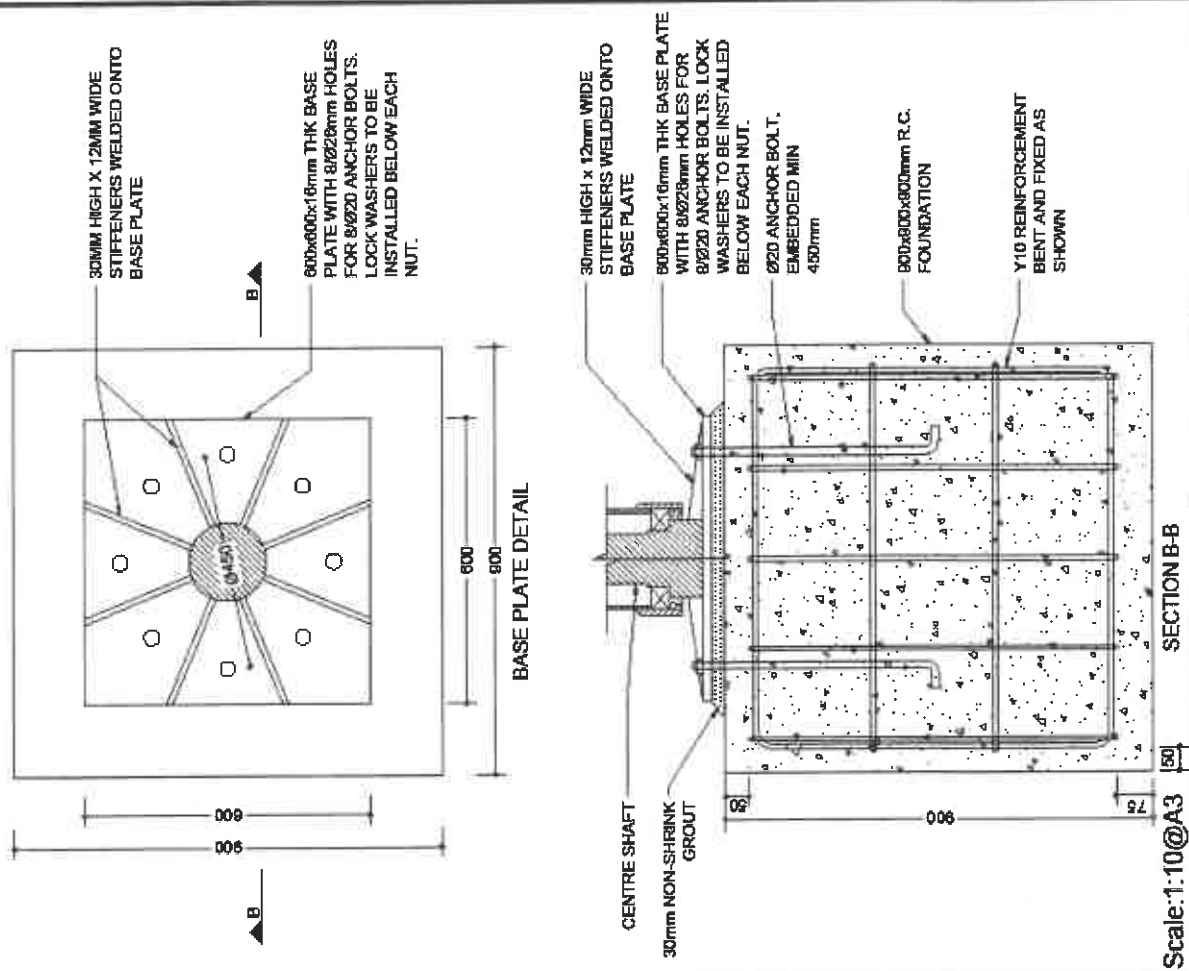 30MM HIGH X 12MM WIDE
STIFFENERS WELDED ONTO
BASE PLATE
600x600x16mm THK BASE
PLATE WITH 8/Ø26mm HOLES
FOR 8/Ø20 ANCHOR BOLTS.
LOCK WASHERS TO BE
INSTALLED BELOW EACH
NUT.
B
B
Ø450
600
900
600
900
BASE PLATE DETAIL
30mm HIGH x 12mm WIDE
STIFFENERS WELDED ONTO
BASE PLATE
600x600x16mm THK BASE PLATE
WITH 8/Ø26mm HOLES FOR
8/Ø20 ANCHOR BOLTS. LOCK
WASHERS TO BE INSTALLED
BELOW EACH NUT.
Ø20 ANCHOR BOLT,
EMBEDDED MIN
450mm
900x900x900mm R.C.
FOUNDATION
Y10 REINFORCEMENT
BENT AND FIXED AS
SHOWN
CENTRE SHAFT
30mm NON-SHRINK
GROUT
50
900
75
50
SECTION B-B
Scale:1:10@A3